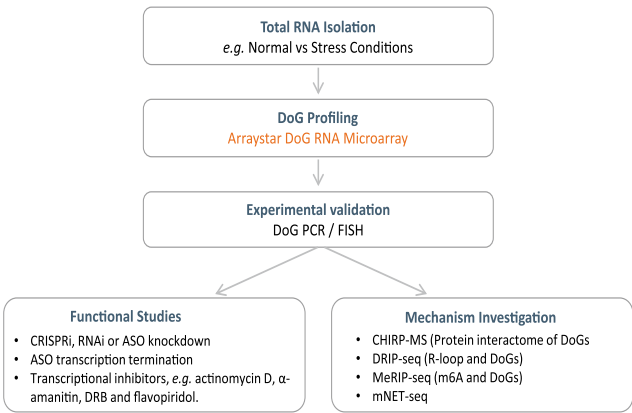 Total RNA Isolation
e.g. Normal vs Stress Conditions
DoG Profiling
Arraystar DoG RNA Microarray
Experimental validation
DoG PCR / FISH
Functional Studies
• CRISPRi, RNAi or ASO knockdown
• ASO transcription termination
• Transcriptional inhibitors, e.g. actinomycin D, α-
amanitin, DRB and flavopiridol.
Mechanism Investigation
• CHIRP-MS (Protein interactome of DoGs
• DRIP-seq (R-loop and DoGs)
• MeRIP-seq (m6A and DoGs)
• mNET-seq